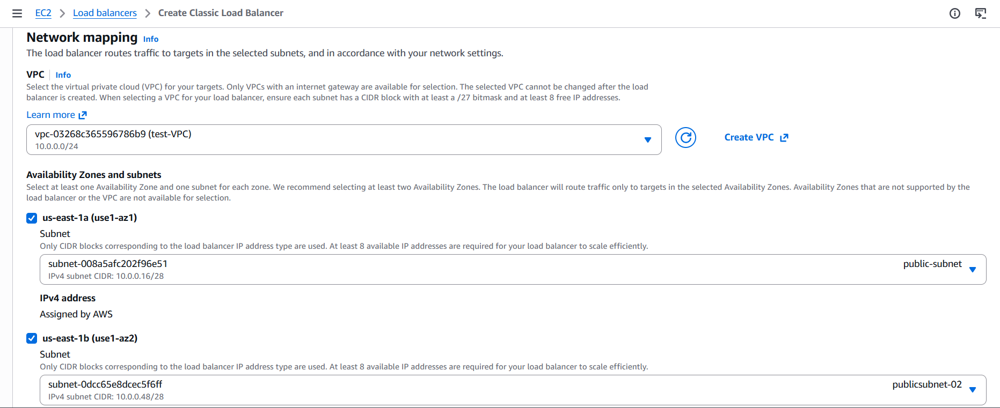 EC2 > Load balancers > Create Classic Load Balancer
Network mapping Info
The load balancer routes traffic to targets in the selected subnets, and in accordance with your network settings.
VPC Info
Select the virtual private cloud (VPC) for your targets. Only VPCs with an internet gateway are available for selection. The selected VPC cannot be changed after the load
balancer is created. When selecting a VPC for your load balancer, ensure each subnet has a CIDR block with at least a /27 bitmask and at least 8 free IP addresses.
Learn more
vpc-03268c365596786b9 (test-VPC)
10.0.0.0/24
Create VPC
Availability Zones and subnets
Select at least one Availability Zone and one subnet for each zone. We recommend selecting at least two Availability Zones. The load balancer will route traffic only to targets in the selected Availability Zones. Availability Zones that are not supported by the
load balancer or the VPC are not available for selection.
us-east-1a (use1-az1)
Subnet
Only CIDR blocks corresponding to the load balancer IP address type are used. At least 8 available IP addresses are required for your load balancer to scale efficiently.
subnet-008a5afc202f96e51 public-subnet
IPv4 subnet CIDR: 10.0.0.16/28
IPv4 address
Assigned by AWS
us-east-1b (use1-az2)
Subnet
Only CIDR blocks corresponding to the load balancer IP address type are used. At least 8 available IP addresses are required for your load balancer to scale efficiently.
subnet-0dcc65e8dcec5f6ff publicsubnet-02
IPv4 subnet CIDR: 10.0.0.48/28